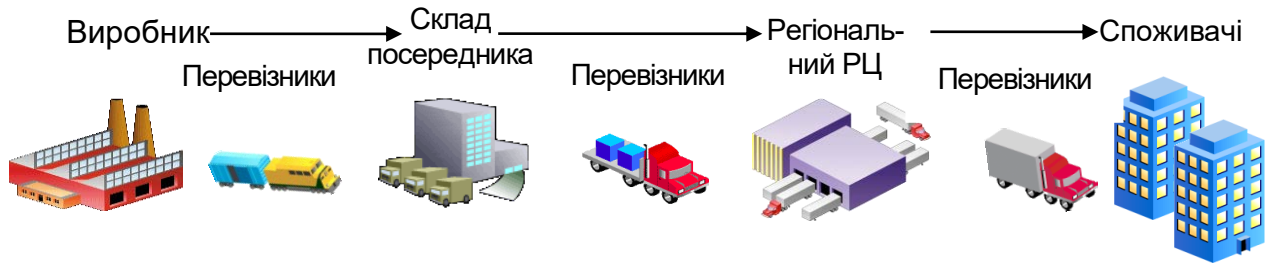 Виробник
Склад
посередника
Регіональ-
ний РЦ
Споживачі
Перевізники
Перевізники
Перевізники